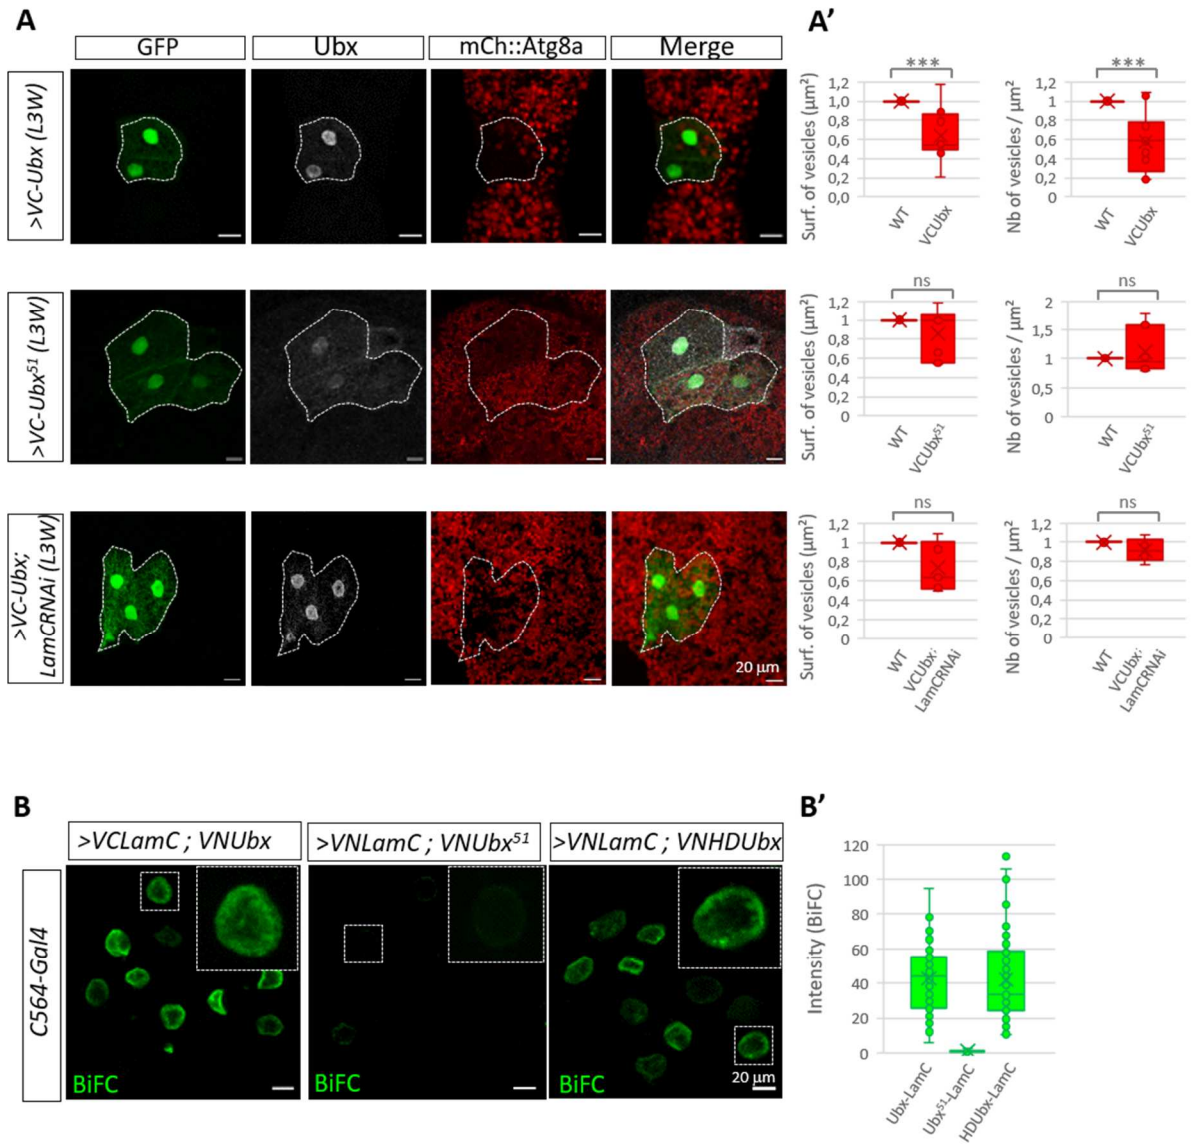 A
GFP
Ubx
mCh::Atg8a
Merge
>VC-Ubx (L3W)
>VC-Ubx⁵¹ (L3W)
>VC-Ubx;
LamCRNAi (L3W)
20 µm
A’
Surf. of vesicles (µm²)
1,2
1,0
0,8
0,6
0,4
0,2
0,0
***
WT
VCUbx
Nb of vesicles / µm²
1,2
1
0,8
0,6
0,4
0,2
0
***
WT
VCUbx
Surf. of vesicles (µm²)
1,2
1
0,8
0,6
0,4
0,2
0
ns
WT
VCUbx⁵¹
Nb of vesicles / µm²
2
1,5
1
0,5
0
ns
WT
VCUbx⁵¹
Surf. of vesicles (µm²)
1,2
1
0,8
0,6
0,4
0,2
0
ns
WT
VCUbx;
LamCRNAi
Nb of vesicles / µm²
1,2
1
0,8
0,6
0,4
0,2
0
ns
WT
VCUbx;
LamCRNAi
B
>VCLamC ; VNUbx
>VNLamC ; VNUbx⁵¹
>VNLamC ; VNHDUbx
C564-Gal4
BiFC
BiFC
BiFC
20 µm
B’
Intensity (BiFC)
120
100
80
60
40
20
0
Ubx-LamC
Ubx⁵¹-LamC
HDUbx-LamC